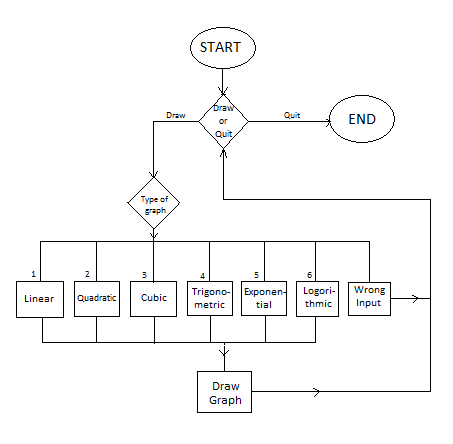 START
Draw
or
Quit
Draw
Quit
END
Type of
graph
1
2
3
4
5
6
Linear
Quadratic
Cubic
Trigono-
metric
Exponen-
tial
Logori-
thmic
Wrong
Input
Draw
Graph